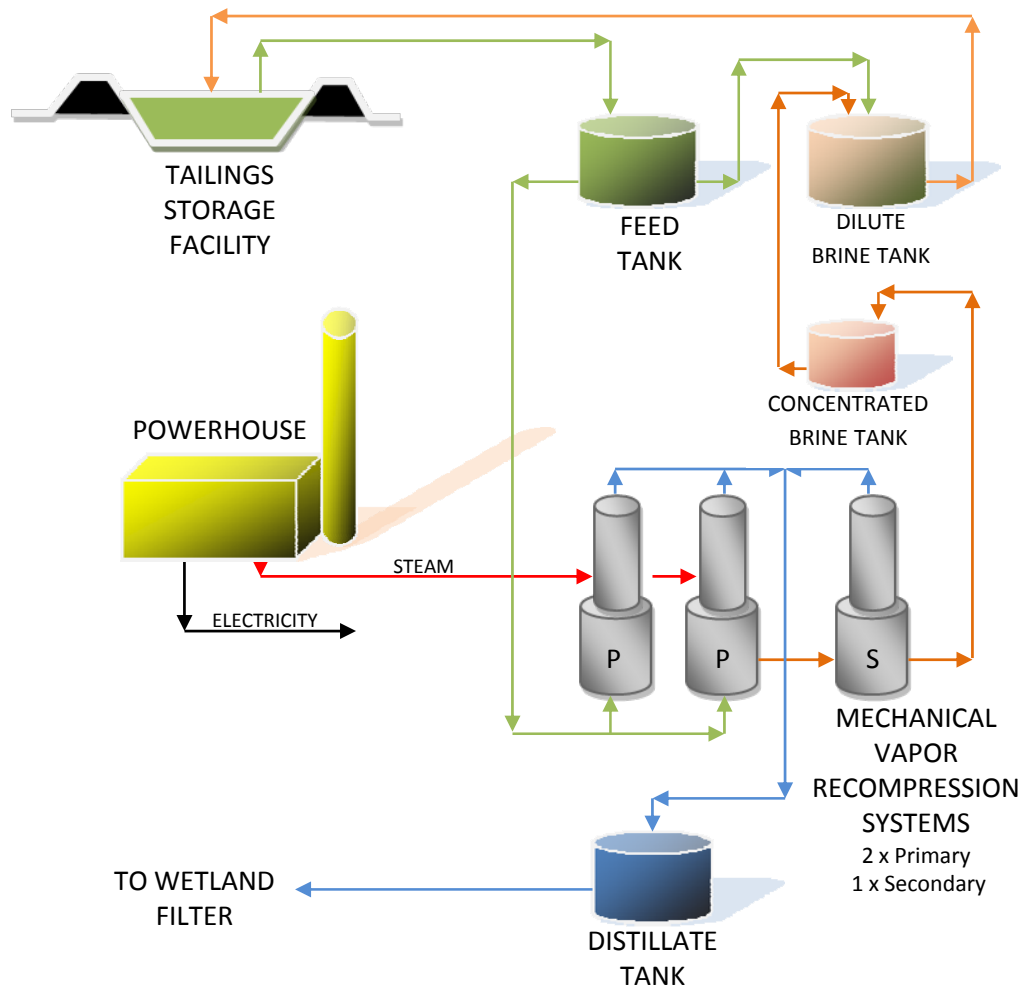 TAILINGS
STORAGE
FACILITY
FEED
TANK
DILUTE
BRINE TANK
CONCENTRATED
BRINE TANK
POWERHOUSE
STEAM
ELECTRICITY
P
P
S
MECHANICAL
VAPOR
RECOMPRESSION
SYSTEMS
2 x Primary
1 x Secondary
TO WETLAND
FILTER
DISTILLATE
TANK